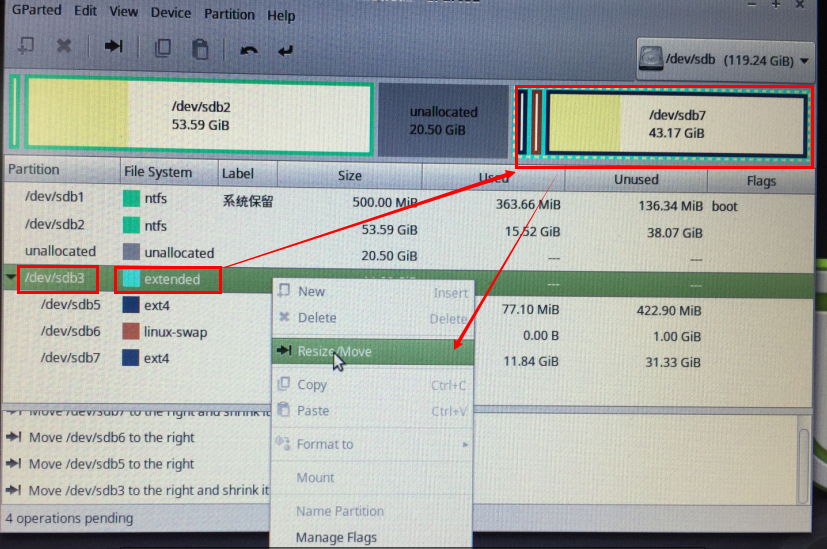 GParted Edit View Device Partition Help
/dev/sdb (119.24 GiB)
/dev/sdb2
53.59 GiB
unallocated
20.50 GiB
/dev/sdb7
43.17 GiB
Partition File System Label Size Used Unused Flags
/dev/sdb1 ntfs 系统保留 500.00 MiB 363.66 MiB 136.34 MiB boot
/dev/sdb2 ntfs 53.59 GiB 15.52 GiB 38.07 GiB
unallocated unallocated 20.50 GiB --- ---
/dev/sdb3 extended ---
/dev/sdb5 ext4 77.10 MiB 422.90 MiB
/dev/sdb6 linux-swap 0.00 B 1.00 GiB
/dev/sdb7 ext4 11.84 GiB 31.33 GiB
New Insert
Delete Delete
Resize/Move
Copy Ctrl+C
Paste Ctrl+V
Format to
Mount
Name Partition
Manage Flags
Move /dev/sdb7 to the right and shrink it
Move /dev/sdb6 to the right
Move /dev/sdb5 to the right
Move /dev/sdb3 to the right and shrink it
4 operations pending